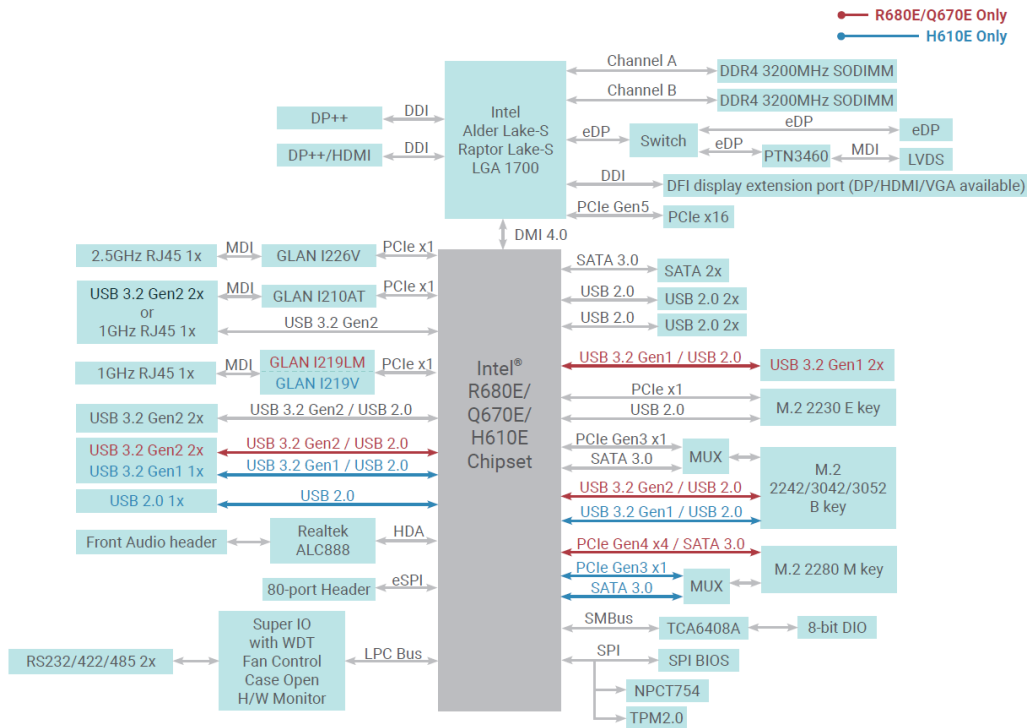 R680E/Q670E Only
H610E Only
Intel
Alder Lake-S
Raptor Lake-S
LGA 1700
DP++
DDI
DP++/HDMI
DDI
Channel A
DDR4 3200MHz SODIMM
Channel B
DDR4 3200MHz SODIMM
eDP
Switch
eDP
eDP
eDP
PTN3460
MDI
LVDS
DDI
DFI display extension port (DP/HDMI/VGA available)
PCIe Gen5
PCIe x16
DMI 4.0
Intel®
R680E/
Q670E/
H610E
Chipset
2.5GHz RJ45 1x
MDI
GLAN I226V
PCIe x1
USB 3.2 Gen2 2x
or
1GHz RJ45 1x
MDI
GLAN I210AT
PCIe x1
USB 3.2 Gen2
1GHz RJ45 1x
MDI
GLAN I219LM
GLAN I219V
PCIe x1
USB 3.2 Gen2 2x
USB 3.2 Gen2 / USB 2.0
USB 3.2 Gen2 2x
USB 3.2 Gen2 / USB 2.0
USB 3.2 Gen1 1x
USB 3.2 Gen1 / USB 2.0
USB 2.0 1x
USB 2.0
Front Audio header
Realtek
ALC888
HDA
80-port Header
eSPI
RS232/422/485 2x
Super IO
with WDT
Fan Control
Case Open
H/W Monitor
LPC Bus
SATA 3.0
SATA 2x
USB 2.0
USB 2.0 2x
USB 2.0
USB 2.0 2x
USB 3.2 Gen1 / USB 2.0
USB 3.2 Gen1 2x
PCIe x1
USB 2.0
M.2 2230 E key
PCIe Gen3 x1
SATA 3.0
MUX
USB 3.2 Gen2 / USB 2.0
USB 3.2 Gen1 / USB 2.0
M.2
2242/3042/3052
B key
PCIe Gen4 x4 / SATA 3.0
PCIe Gen3 x1
SATA 3.0
MUX
M.2 2280 M key
SMBus
TCA6408A
8-bit DIO
SPI
SPI BIOS
NPCT754
TPM2.0